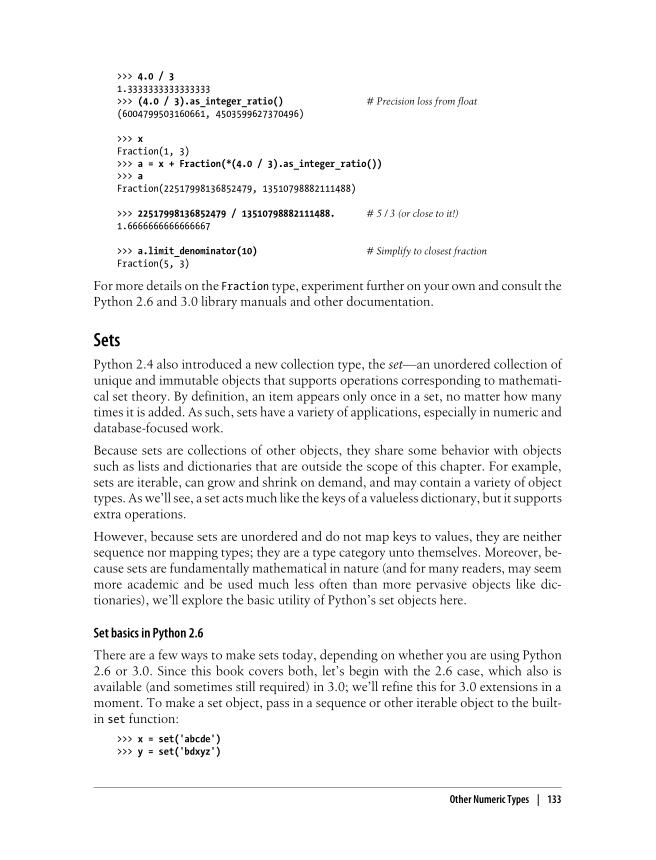 >>> 4.0 / 3
1.3333333333333333
>>> (4.0 / 3).as_integer_ratio() # Precision loss from float
(6004799503160661, 4503599627370496)
>>> x
Fraction(1, 3)
>>> a = x + Fraction(*(4.0 / 3).as_integer_ratio())
>>> a
Fraction(22517998136852479, 13510798882111488)
>>> 22517998136852479 / 13510798882111488. # 5 / 3 (or close to it!)
1.6666666666666667
>>> a.limit_denominator(10) # Simplify to closest fraction
Fraction(5, 3)
For more details on the Fraction type, experiment further on your own and consult the
Python 2.6 and 3.0 library manuals and other documentation.
Sets
Python 2.4 also introduced a new collection type, the set—an unordered collection of
unique and immutable objects that supports operations corresponding to mathemati-
cal set theory. By definition, an item appears only once in a set, no matter how many
times it is added. As such, sets have a variety of applications, especially in numeric and
database-focused work.
Because sets are collections of other objects, they share some behavior with objects
such as lists and dictionaries that are outside the scope of this chapter. For example,
sets are iterable, can grow and shrink on demand, and may contain a variety of object
types. As we'll see, a set acts much like the keys of a valueless dictionary, but it supports
extra operations.
However, because sets are unordered and do not map keys to values, they are neither
sequence nor mapping types; they are a type category unto themselves. Moreover, be-
cause sets are fundamentally mathematical in nature (and for many readers, may seem
more academic and be used much less often than more pervasive objects like dic-
tionaries), we'll explore the basic utility of Python's set objects here.
Set basics in Python 2.6
There are a few ways to make sets today, depending on whether you are using Python
2.6 or 3.0. Since this book covers both, let's begin with the 2.6 case, which also is
available (and sometimes still required) in 3.0; we'll refine this for 3.0 extensions in a
moment. To make a set object, pass in a sequence or other iterable object to the built-
in set function:
>>> x = set('abcde')
>>> y = set('bdxyz')
Other Numeric Types | 133